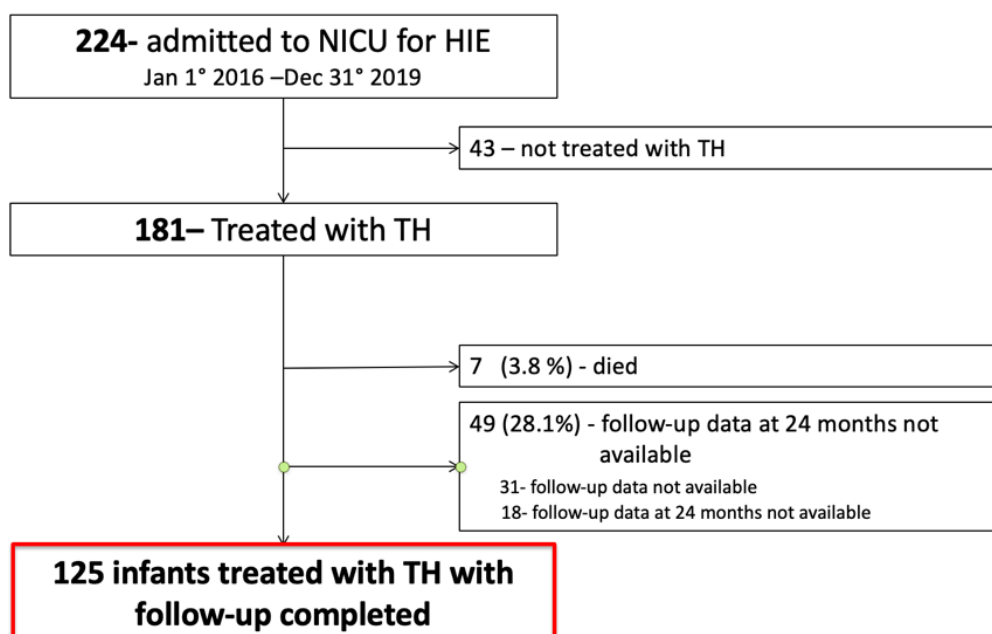 224- admitted to NICU for HIE
Jan 1° 2016 –Dec 31° 2019
43 – not treated with TH
181– Treated with TH
7 (3.8 %) - died
49 (28.1%) - follow-up data at 24 months not
available
31- follow-up data not available
18- follow-up data at 24 months not available
125 infants treated with TH with
follow-up completed